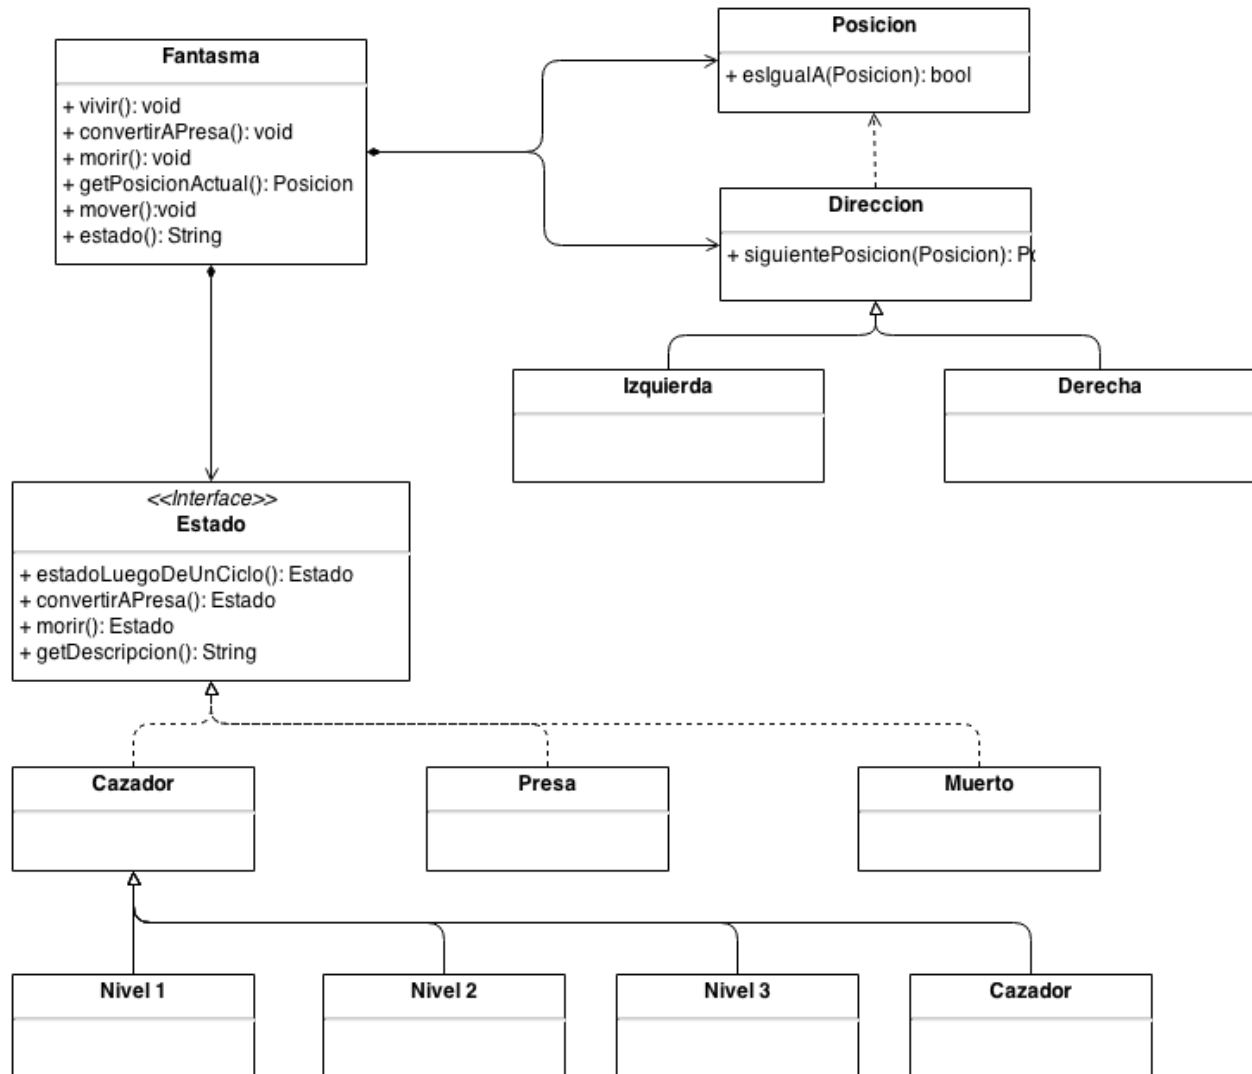 Fantasma
+ vivir(): void
+ convertirAPresa(): void
+ morir(): void
+ getPosicionActual(): Posicion
+ mover():void
+ estado(): String
Posicion
+ esIgualA(Posicion): bool
Direccion
+ siguientePosicion(Posicion): Po
Izquierda
Derecha
<<Interface>>
Estado
+ estadoLuegoDeUnCiclo(): Estado
+ convertirAPresa(): Estado
+ morir(): Estado
+ getDescripcion(): String
Cazador
Presa
Muerto
Nivel 1
Nivel 2
Nivel 3
Cazador